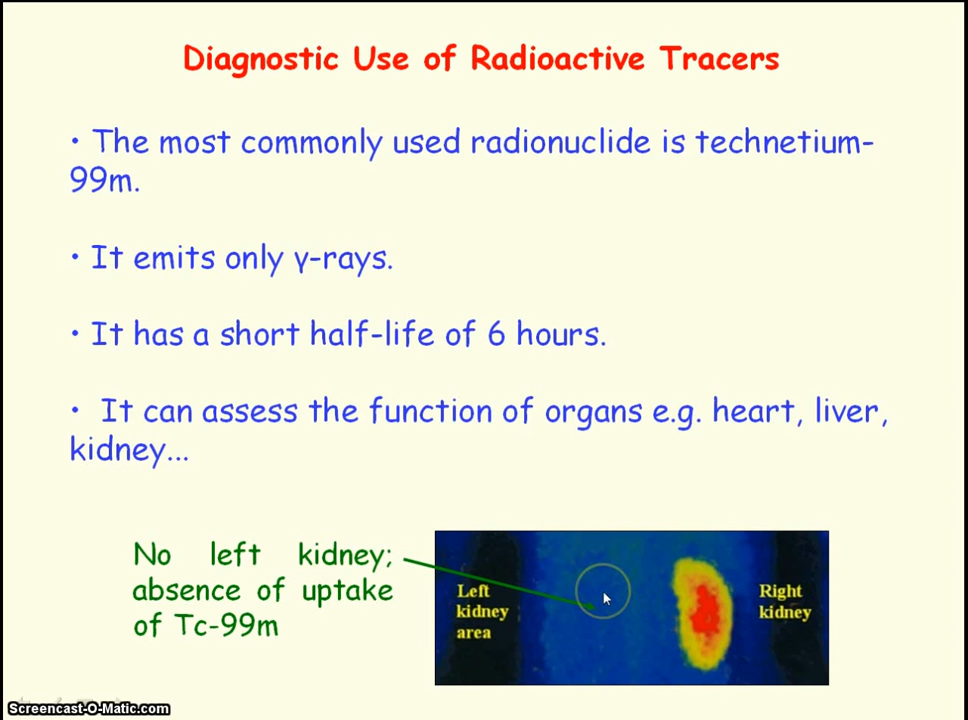 Diagnostic Use of Radioactive Tracers
• The most commonly used radionuclide is technetium-
99m.
• It emits only γ-rays.
• It has a short half-life of 6 hours.
• It can assess the function of organs e.g. heart, liver,
kidney...
No left kidney;
absence of uptake
of Tc-99m
Left
kidney
area
Right
kidney
Screencast-O-Matic.com